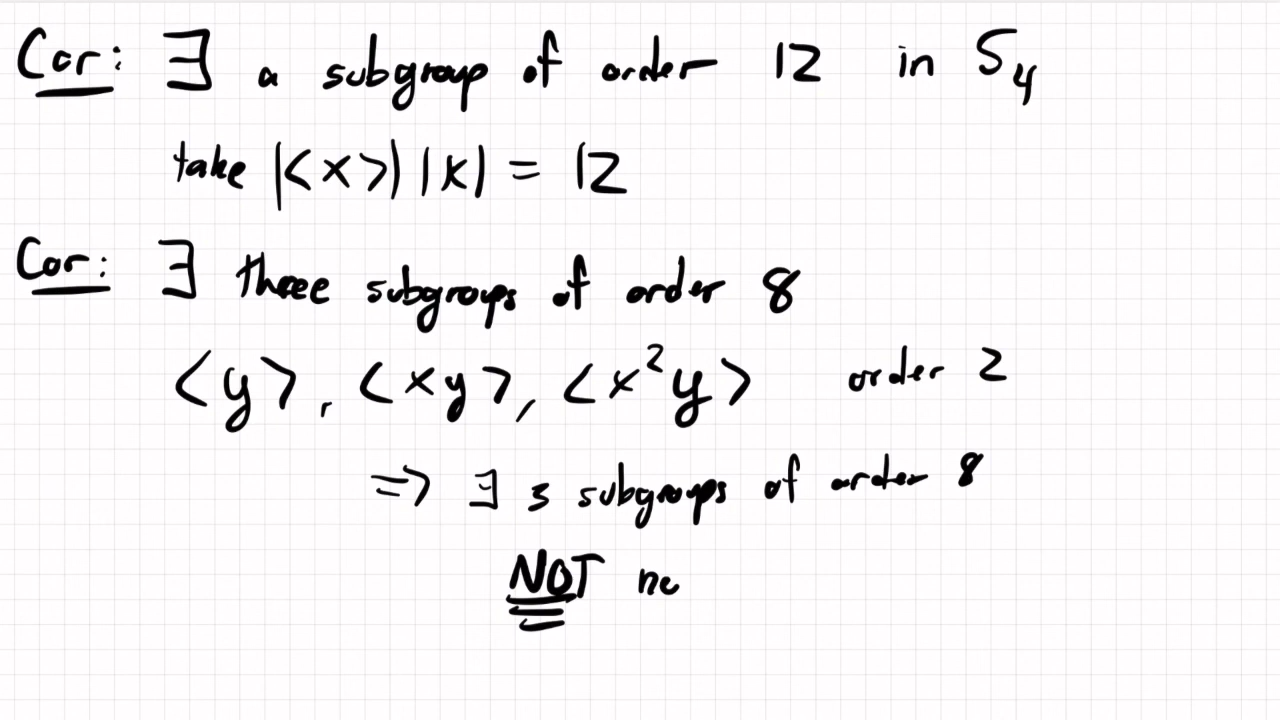 Cor: ∃ a subgroup of order 12 in S₄
take |<x>| |K| = 12
Cor: ∃ three subgroups of order 8
<y>, <xy>, <x²y> order 2
=> ∃ 3 subgroups of order 8
NOT no